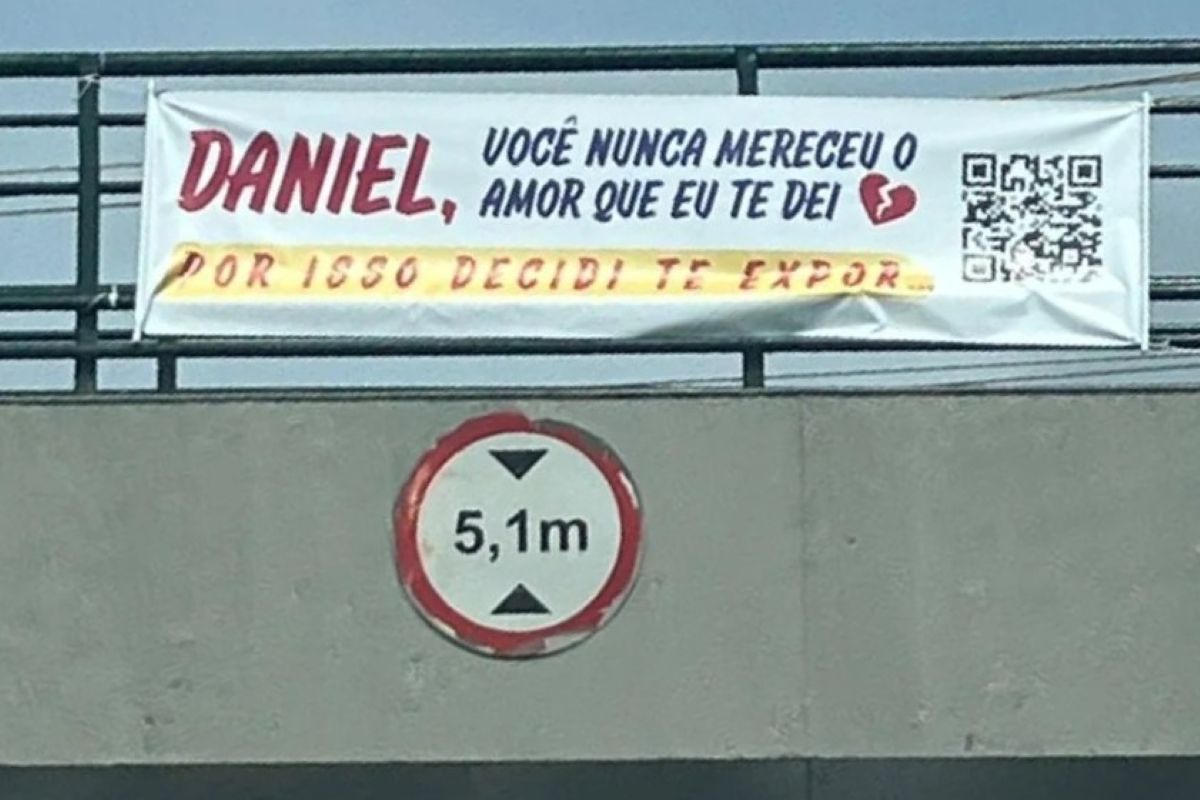 DANIEL, VOCÊ NUNCA MERECEU O
AMOR QUE EU TE DEI
POR ISSO DECIDI TE EXPOR...
5,1m